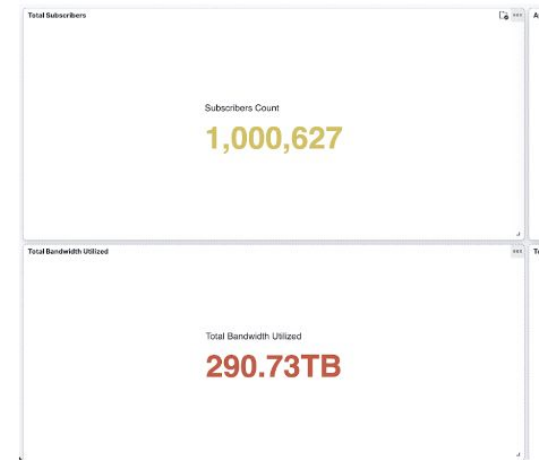 Total Subscribers
Subscribers Count
1,000,627
Total Bandwidth Utilized
Total Bandwidth Utilized
290.73TB